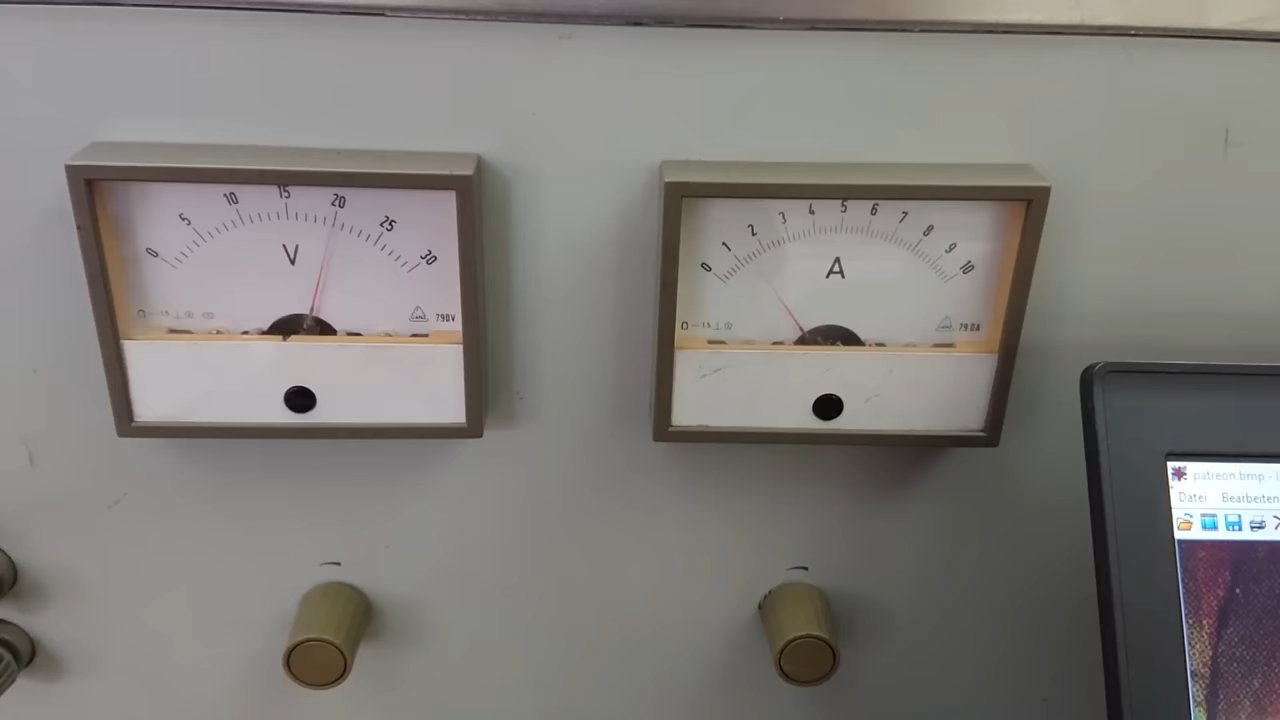 0 5 10 15 20 25 30
V
790V
0 1 2 3 4 5 6 7 8 9 10
A
790A
patreon.bmp - I
Datei Bearbeiten